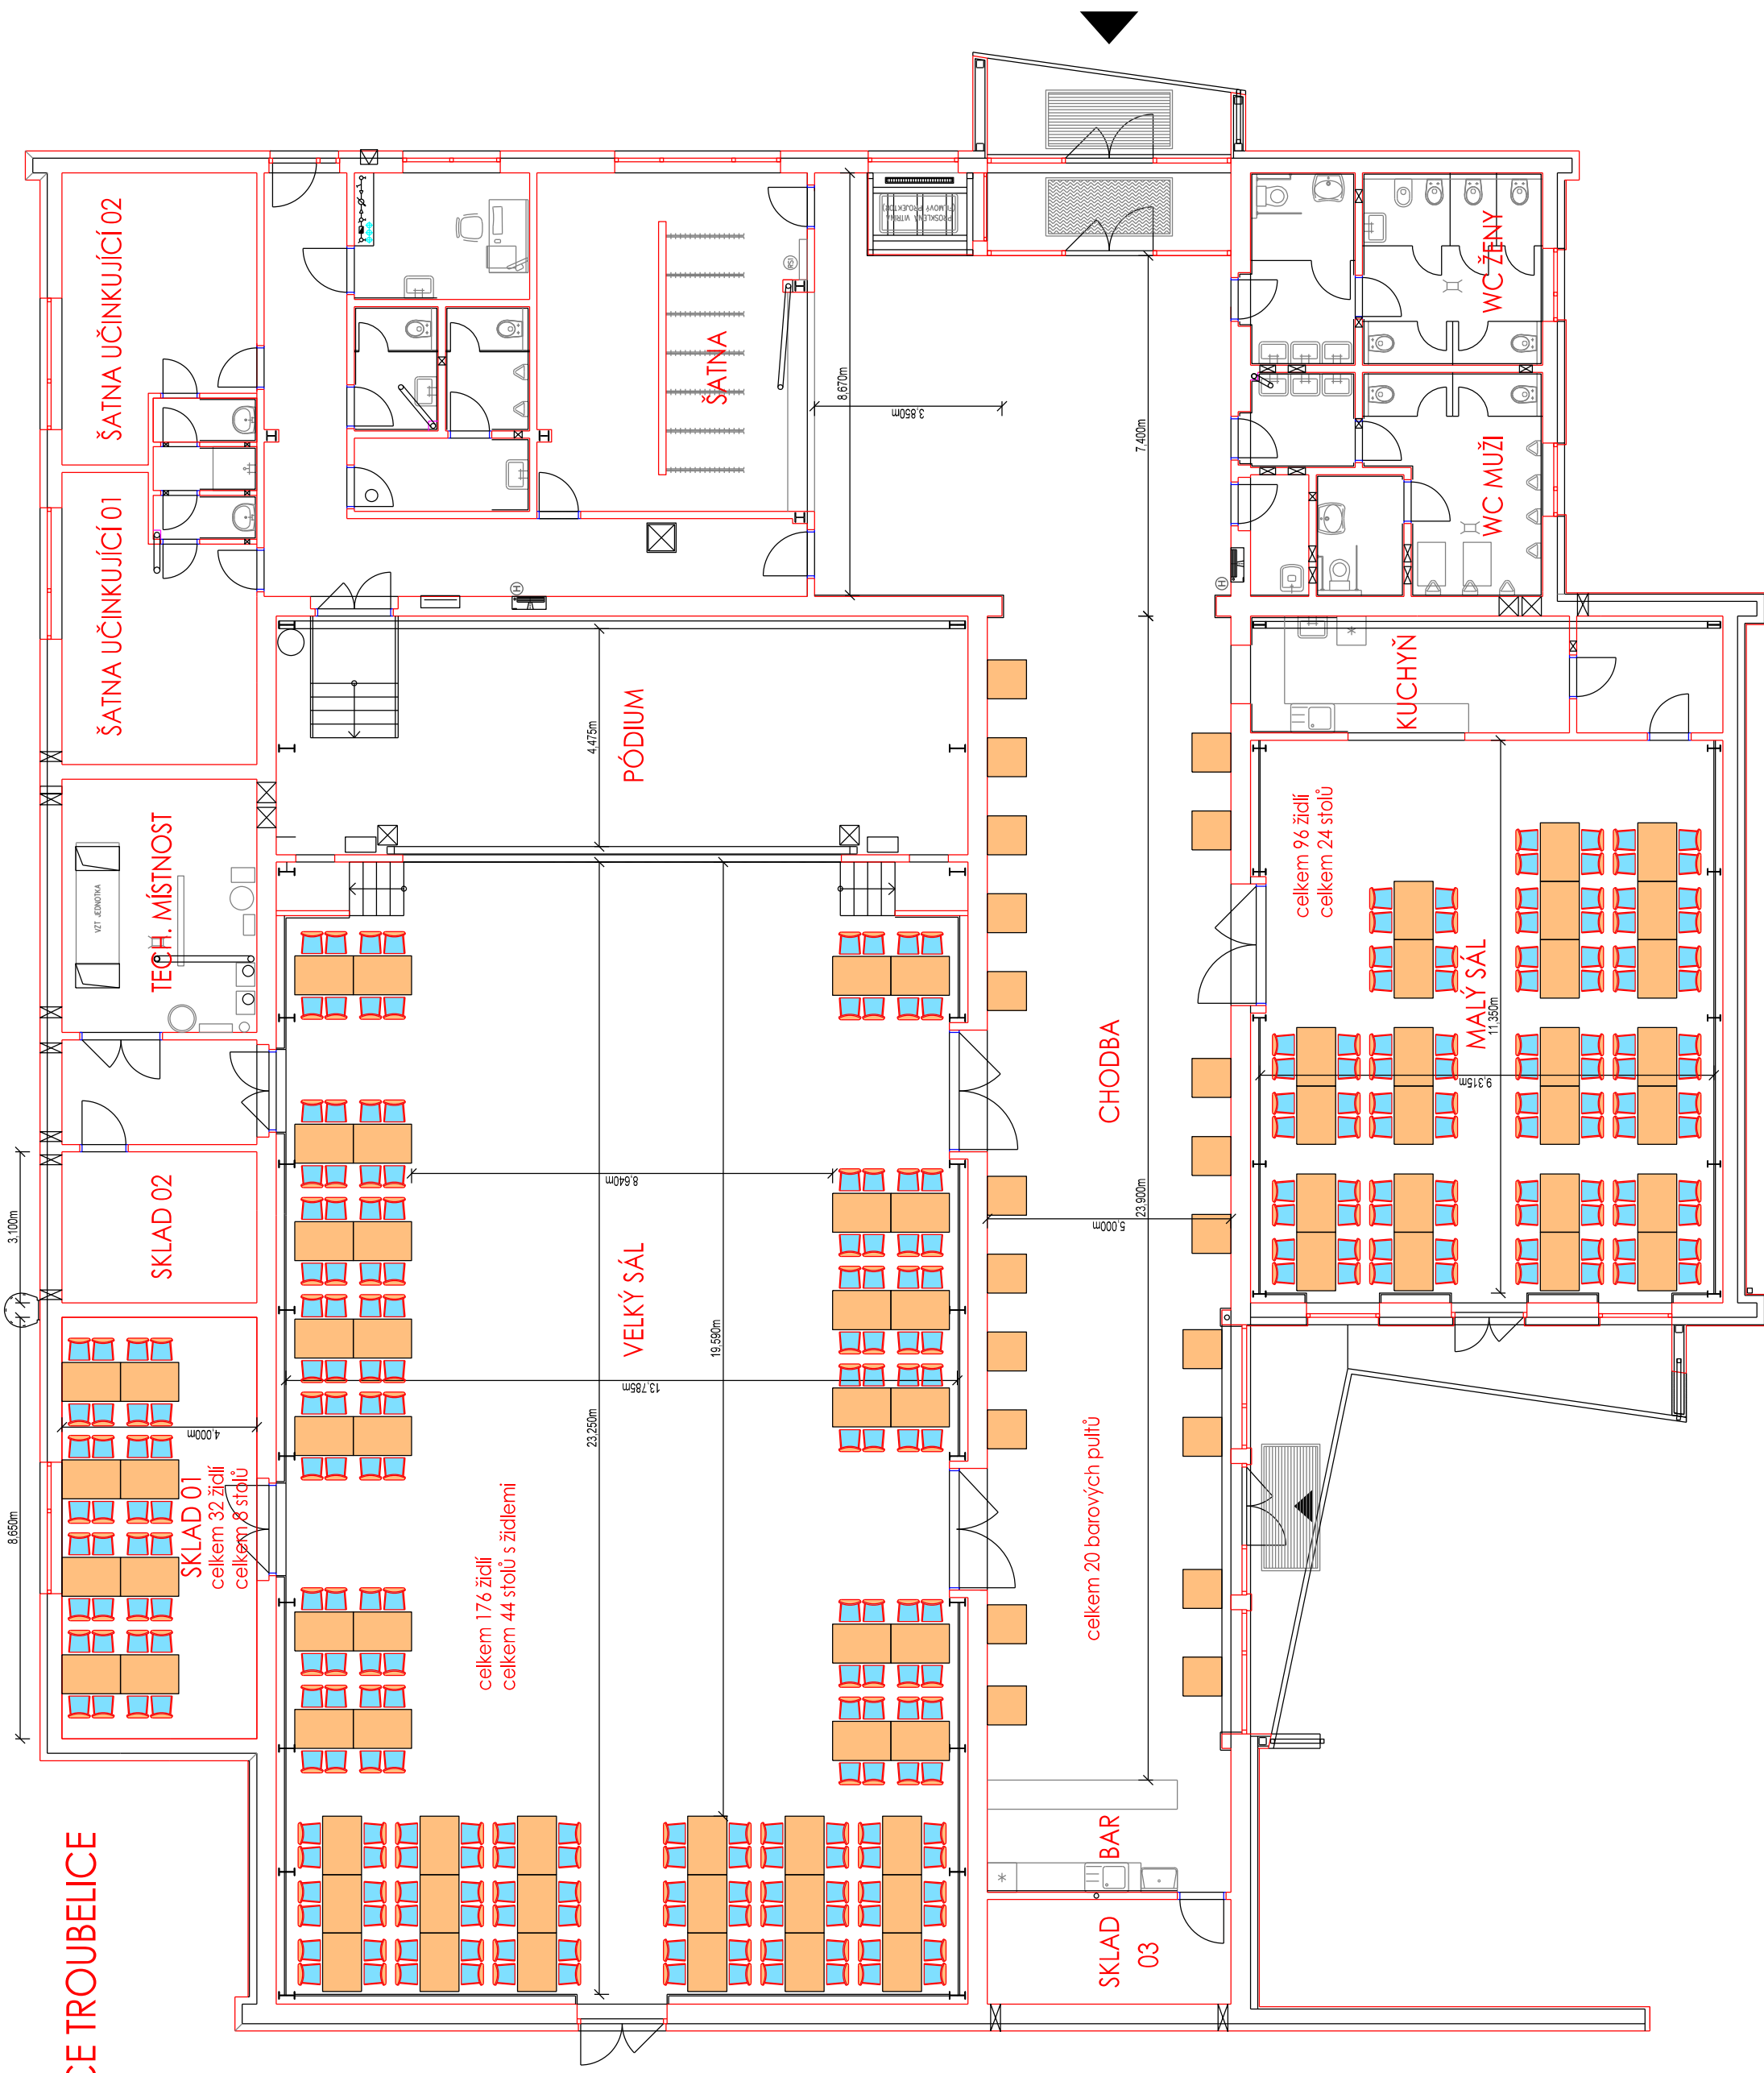 CE TROUBELICE
ŠATNA UČINKUJÍCÍ 02
ŠATNA UČINKUJÍCÍ 01
TECH. MÍSTNOST
VZT JEDNOTKA
SKLAD 02
3,100m
SKLAD 01
celkem 32 židlí
celkem 8 stolů
4,000m
8,650m
ŠATNA
RSI
H
PÓDIUM
4,475m
VELKÝ SÁL
8,640m
13,785m
19,590m
23,250m
celkem 176 židlí
celkem 44 stolů s židlemi
PROSKLENÁ VITRÍNA
(FILMOVÝ PROJEKTOR)
8,670m
3,850m
7,400m
CHODBA
5,000m
23,900m
celkem 20 barových pultů
BAR
SKLAD
03
WC ŽENY
WC MUŽI
H
KUCHYŇ
celkem 96 židlí
celkem 24 stolů
MALÝ SÁL
11,350m
9,315m